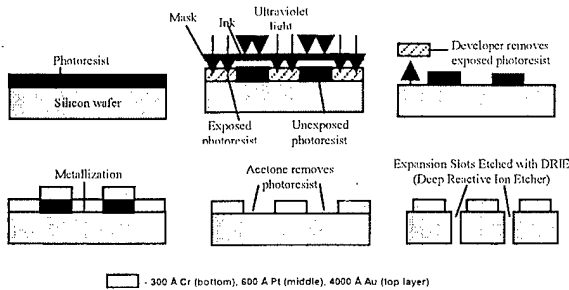 Mask
Ink
Ultraviolet
light
Photoresist
Silicon wafer
Exposed
photoresist
Unexposed
photoresist
Developer removes
exposed photoresist
Metallization
Acetone removes
photoresist
Expansion Slots Etched with DRIE
(Deep Reactive Ion Etcher)
- 300 Å Cr (bottom), 600 Å Pt (middle), 4000 Å Au (top layer)